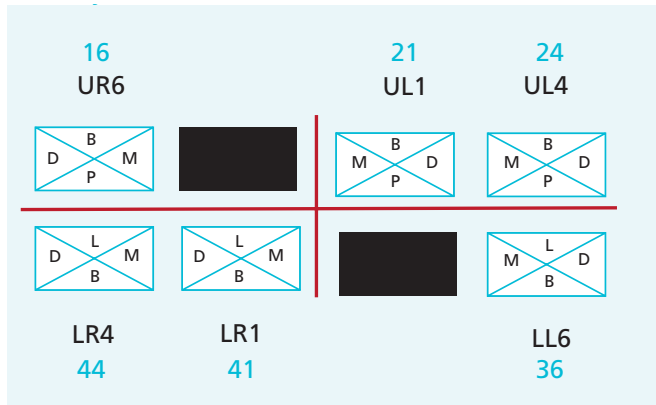 16 21 24
UR6 UL1 UL4
B B B
D M M D M D
P P P
L L L
D M D M M D
B B B
LR4 LR1 LL6
44 41 36